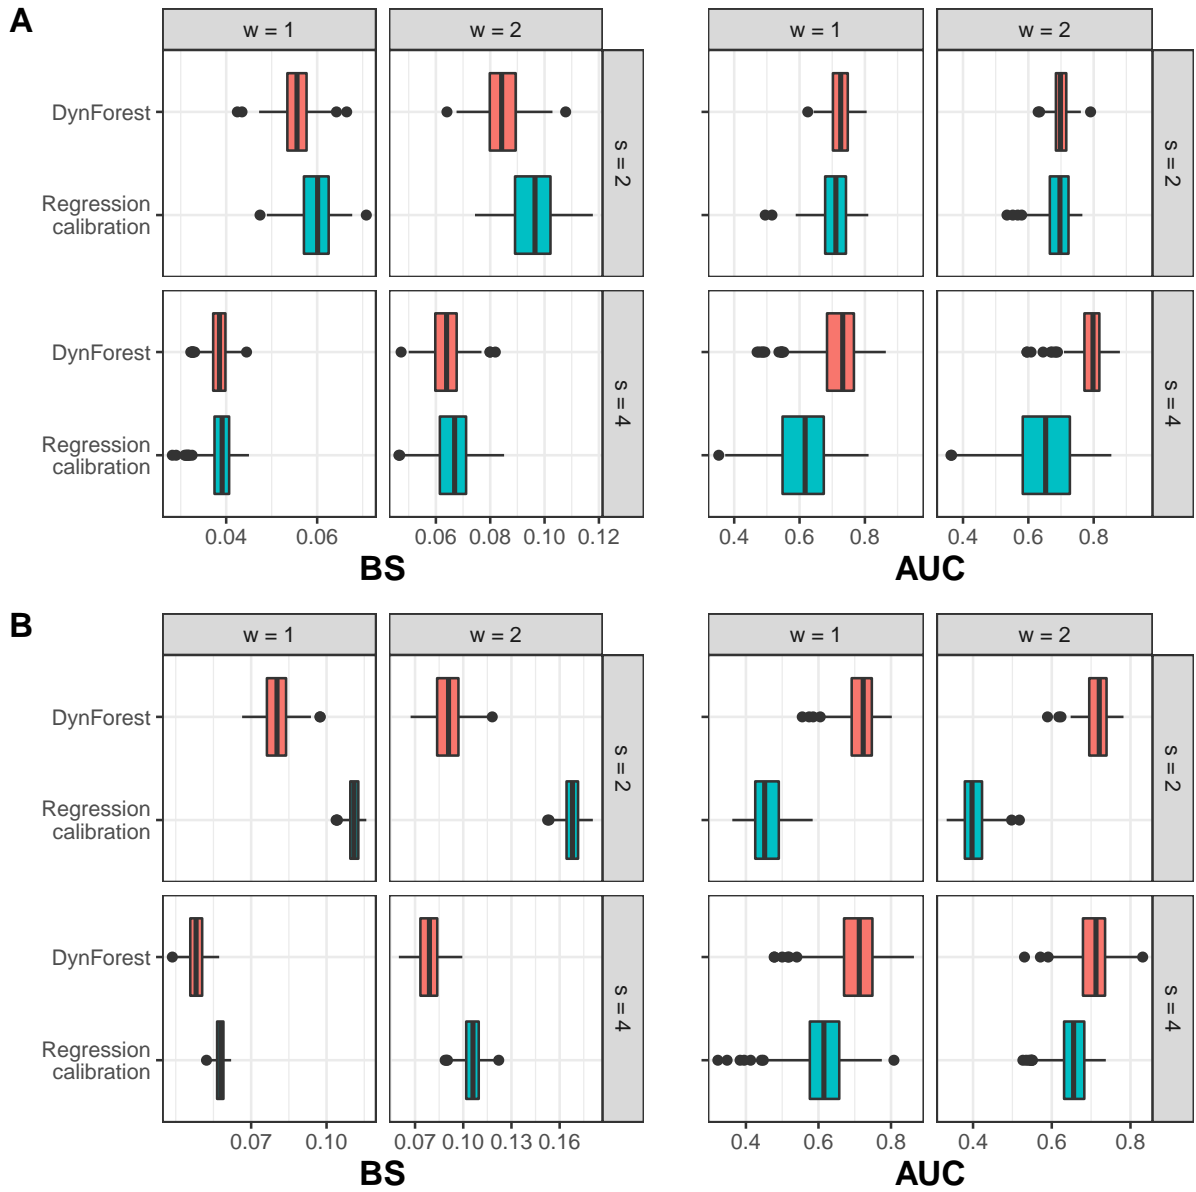 A
w = 1
w = 2
w = 1
w = 2
DynForest
Regression
calibration
s = 2
s = 2
DynForest
Regression
calibration
s = 4
s = 4
0.04
0.06
0.06
0.08
0.10
0.12
0.4
0.6
0.8
0.4
0.6
0.8
BS
AUC
B
w = 1
w = 2
w = 1
w = 2
DynForest
Regression
calibration
s = 2
s = 2
DynForest
Regression
calibration
s = 4
s = 4
0.07
0.10
0.07
0.10
0.13
0.16
0.4
0.6
0.8
0.4
0.6
0.8
BS
AUC